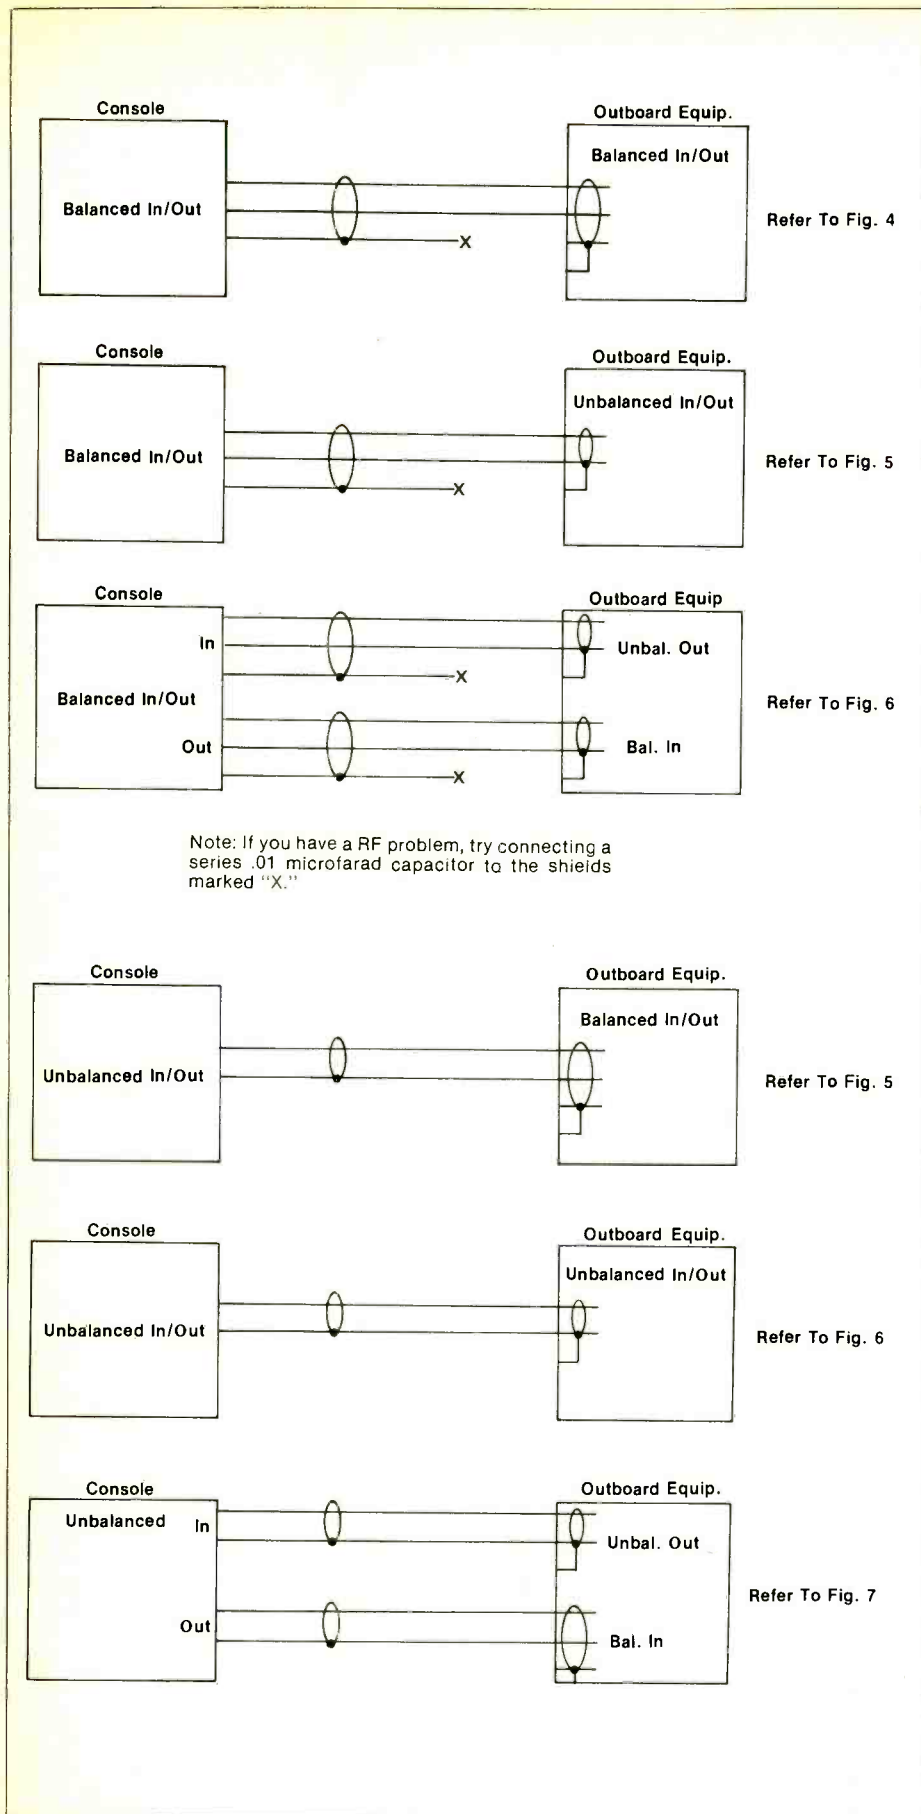 Console
Outboard Equip.
Balanced In/Out
Balanced In/Out
Refer To Fig. 4
X
Console
Outboard Equip.
Unbalanced In/Out
Balanced In/Out
Refer To Fig. 5
X
Console
Outboard Equip
In
Unbal. Out
X
Balanced In/Out
Refer To Fig. 6
Out
Bal. In
X
Note: If you have a RF problem, try connecting a
series .01 microfarad capacitor to the shields
marked "X."
Console
Outboard Equip.
Balanced In/Out
Unbalanced In/Out
Refer To Fig. 5
Console
Outboard Equip.
Unbalanced In/Out
Unbalanced In/Out
Refer To Fig. 6
Console
Outboard Equip.
Unbalanced
In
Unbal. Out
Refer To Fig. 7
Out
Bal. In